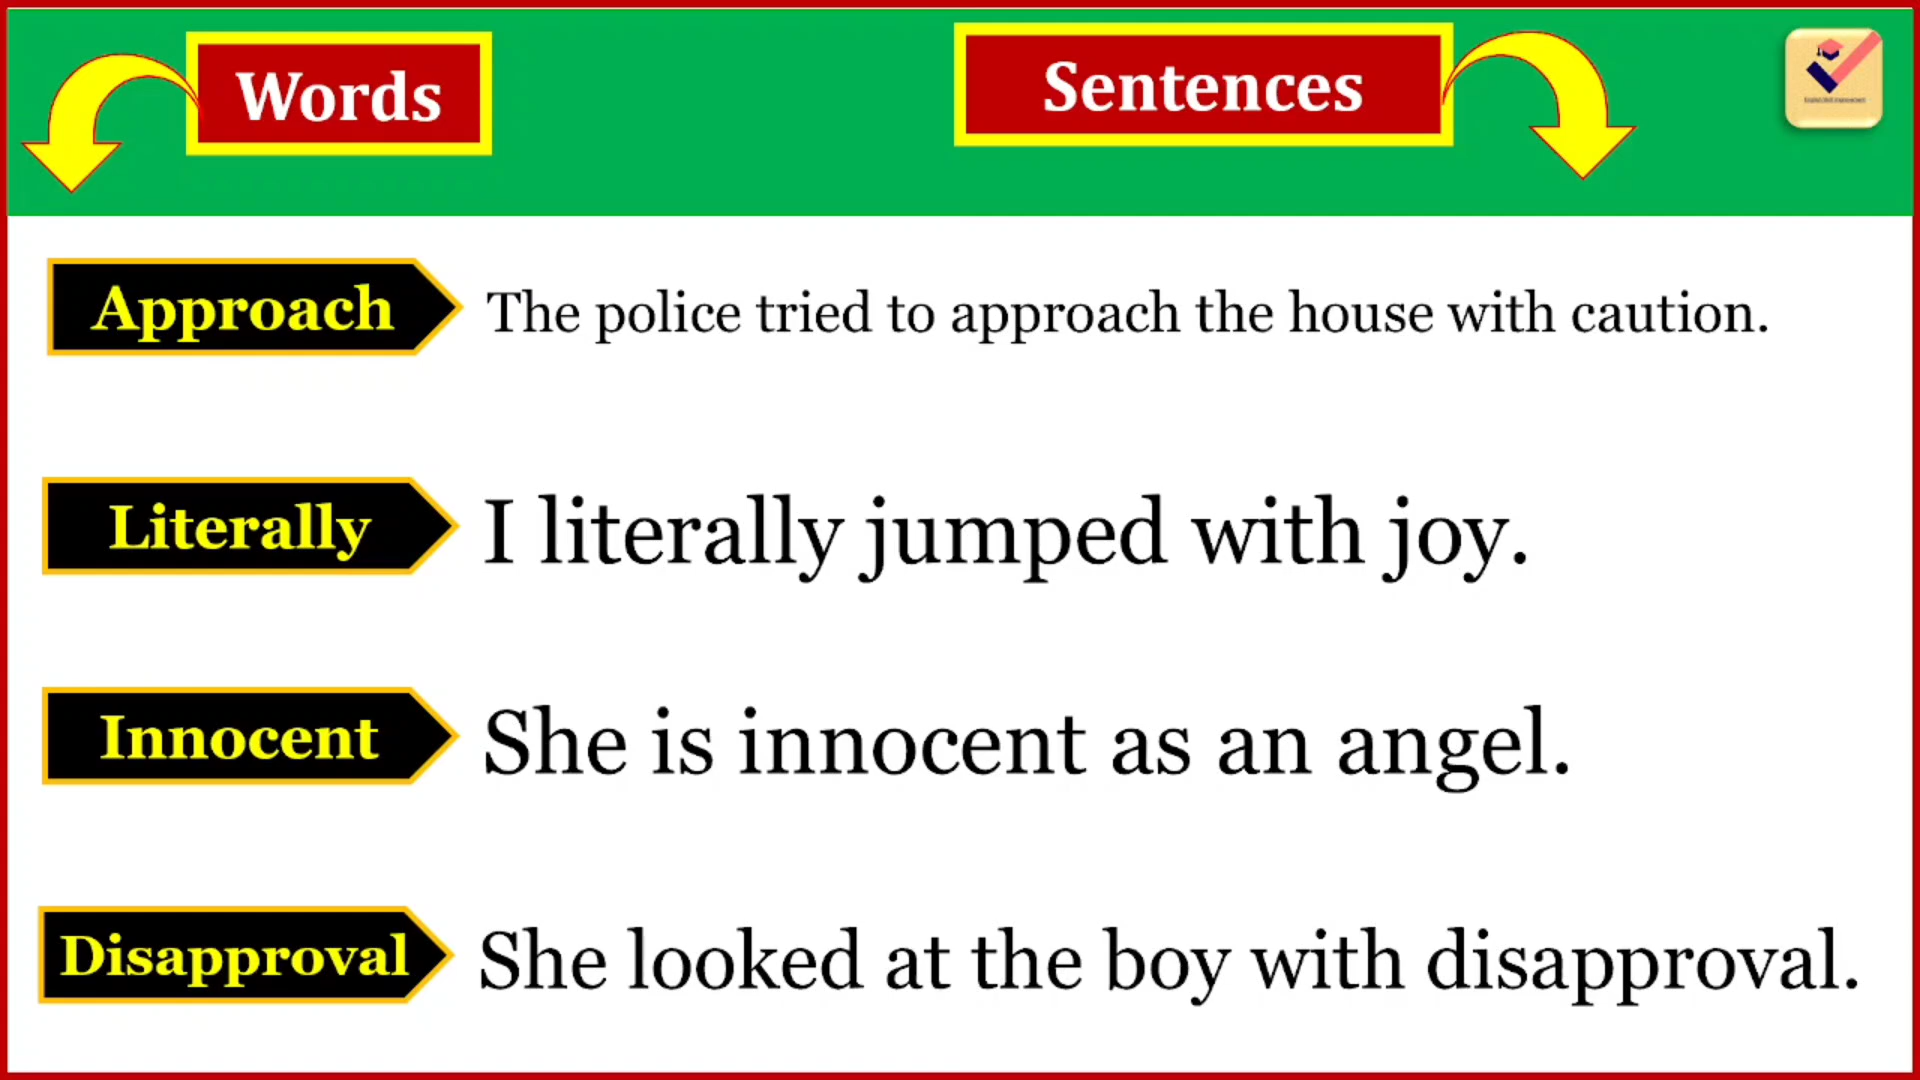 Words
Sentences
Approach
The police tried to approach the house with caution.
Literally
I literally jumped with joy.
Innocent
She is innocent as an angel.
Disapproval
She looked at the boy with disapproval.